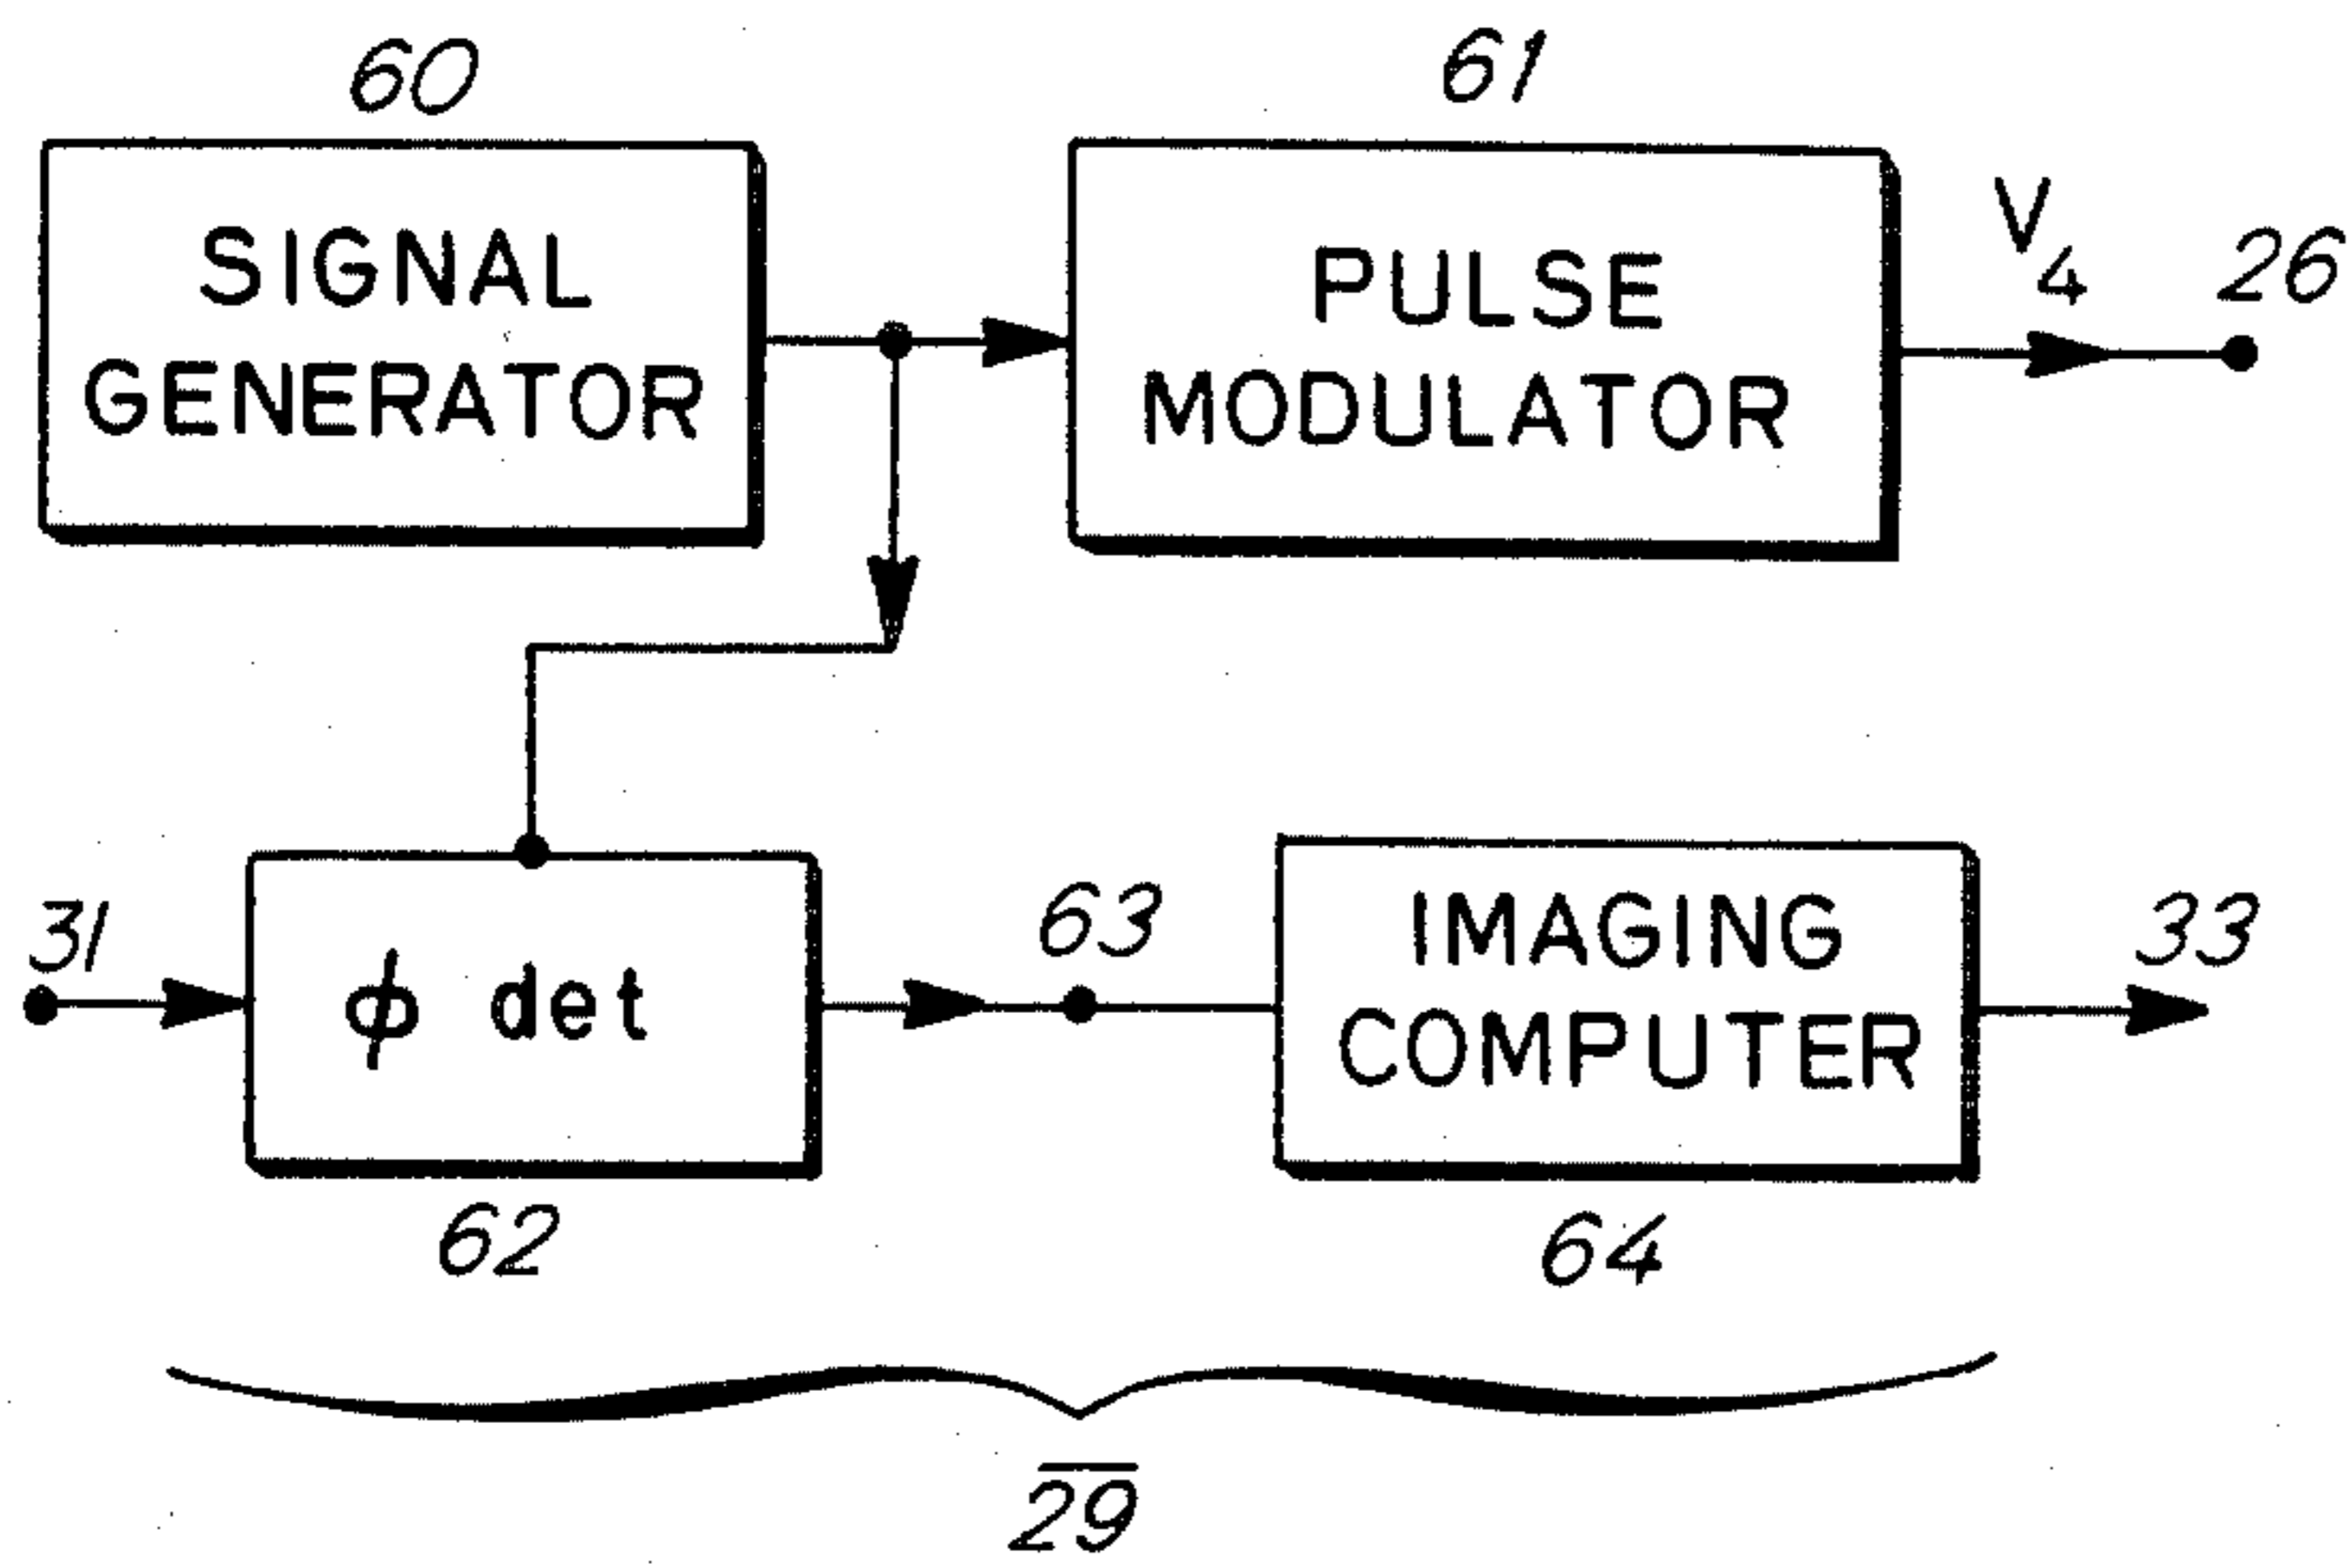 60
61
SIGNAL
GENERATOR
PULSE
MODULATOR
V4
26
31
ϕ det
63
IMAGING
COMPUTER
33
62
64
29